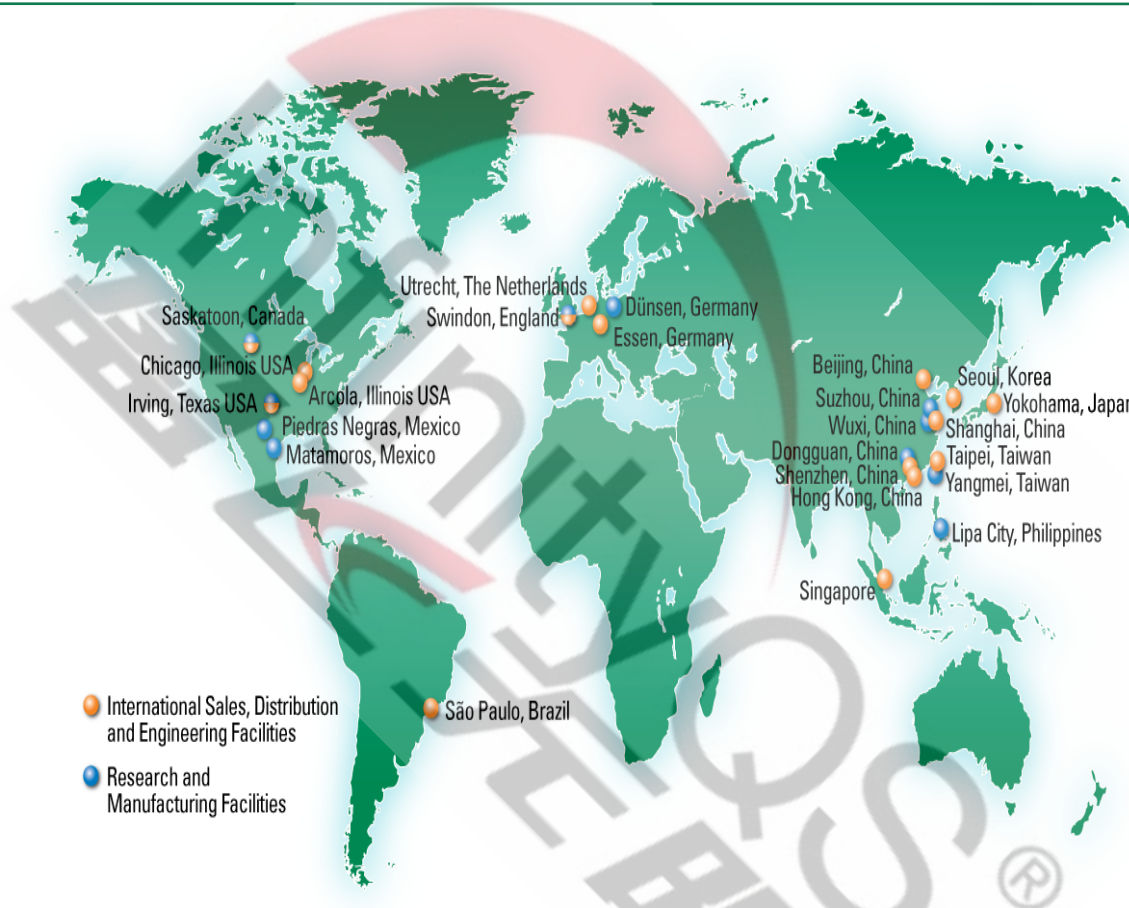 Utrecht, The Netherlands
Dünsen, Germany
Swindon, England
Essen, Germany
Saskatoon, Canada
Chicago, Illinois USA
Arcola, Illinois USA
Irving, Texas USA
Piedras Negras, Mexico
Matamoros, Mexico
Beijing, China
Seoul, Korea
Suzhou, China
Yokohama, Japan
Wuxi, China
Shanghai, China
Dongguan, China
Taipei, Taiwan
Shenzhen, China
Yangmei, Taiwan
Hong Kong, China
Lipa City, Philippines
Singapore
São Paulo, Brazil
International Sales, Distribution
and Engineering Facilities
Research and
Manufacturing Facilities
®